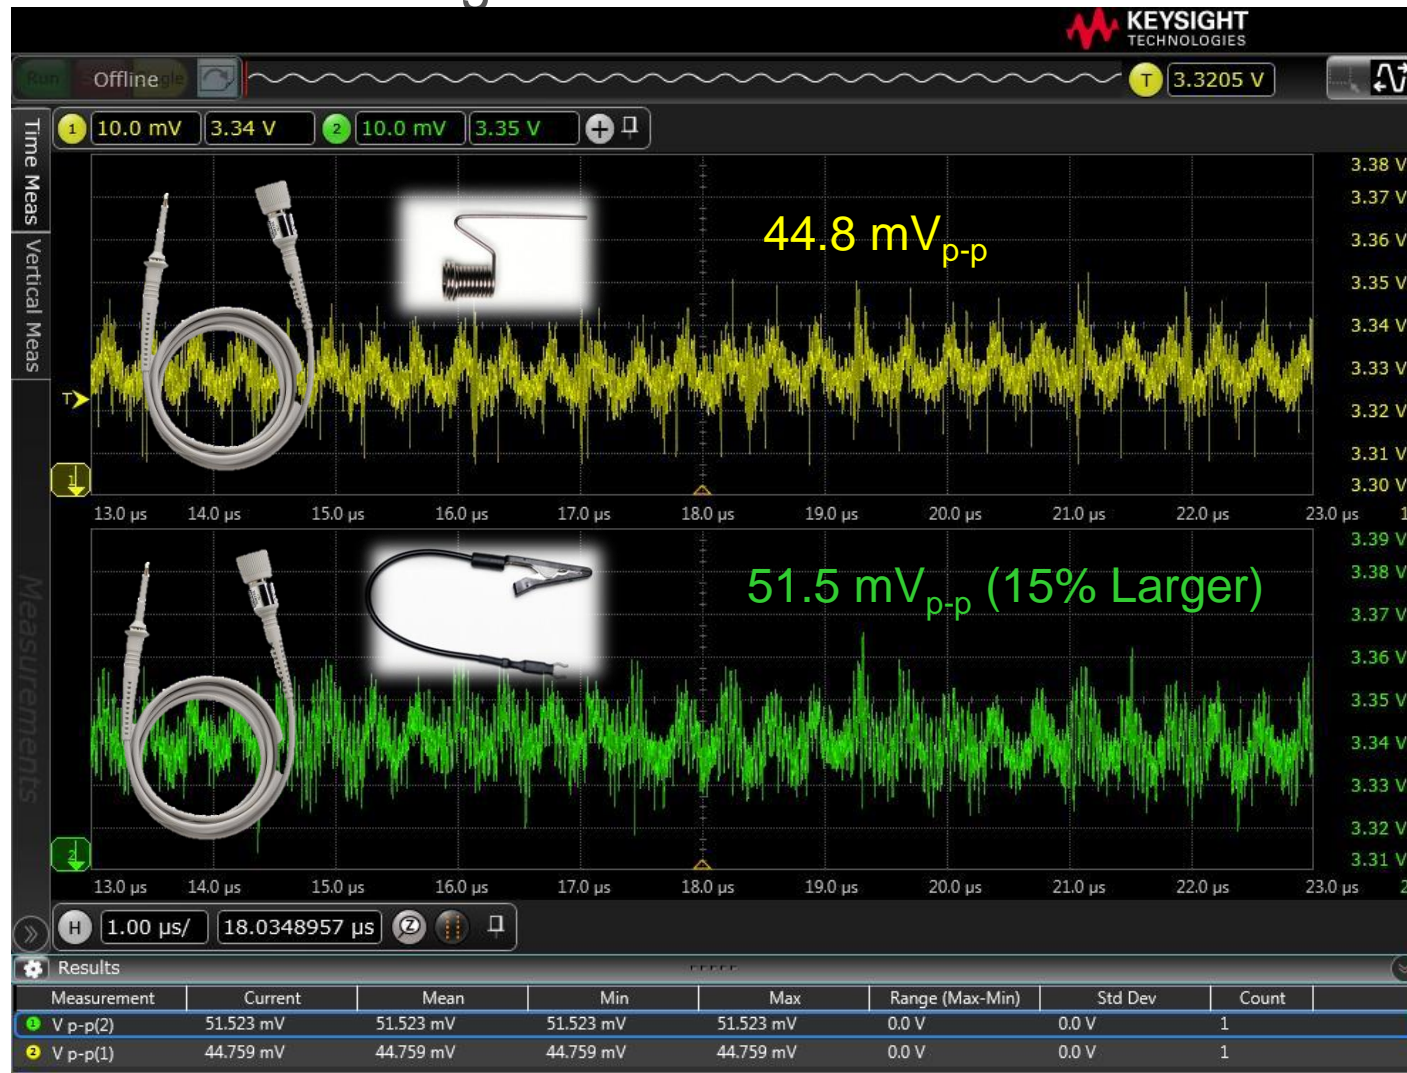 KEYSIGHT
TECHNOLOGIES
Run Offline gle
T 3.3205 V
1 10.0 mV 3.34 V 2 10.0 mV 3.35 V +
Time Meas
Vertical Meas
Measurements
44.8 mVp-p
3.38 V
3.37 V
3.36 V
3.35 V
3.34 V
3.33 V
3.32 V
3.31 V
3.30 V
T
1
13.0 µs 14.0 µs 15.0 µs 16.0 µs 17.0 µs 18.0 µs 19.0 µs 20.0 µs 21.0 µs 22.0 µs 23.0 µs 1
51.5 mVp-p (15% Larger)
3.39 V
3.38 V
3.37 V
3.36 V
3.35 V
3.34 V
3.33 V
3.32 V
3.31 V
2
13.0 µs 14.0 µs 15.0 µs 16.0 µs 17.0 µs 18.0 µs 19.0 µs 20.0 µs 21.0 µs 22.0 µs 23.0 µs 2
H 1.00 µs/ 18.0348957 µs Z
Results
Measurement Current Mean Min Max Range (Max-Min) Std Dev Count
1 V p-p(2) 51.523 mV 51.523 mV 51.523 mV 51.523 mV 0.0 V 0.0 V 1
2 V p-p(1) 44.759 mV 44.759 mV 44.759 mV 44.759 mV 0.0 V 0.0 V 1